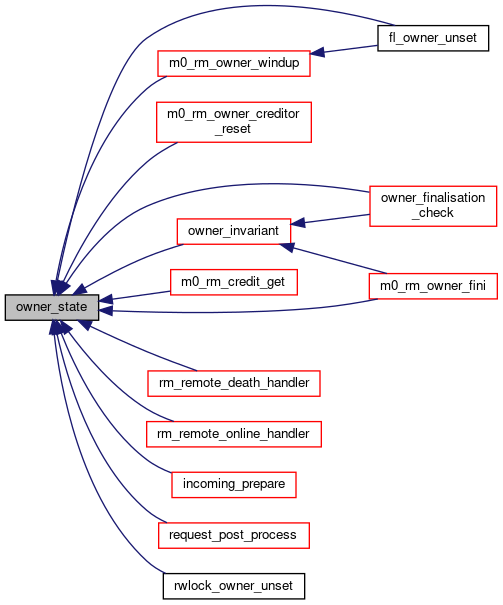 fl_owner_unset
m0_rm_owner_windup
m0_rm_owner_creditor
_reset
owner_finalisation
_check
owner_invariant
m0_rm_credit_get
m0_rm_owner_fini
owner_state
rm_remote_death_handler
rm_remote_online_handler
incoming_prepare
request_post_process
rwlock_owner_unset